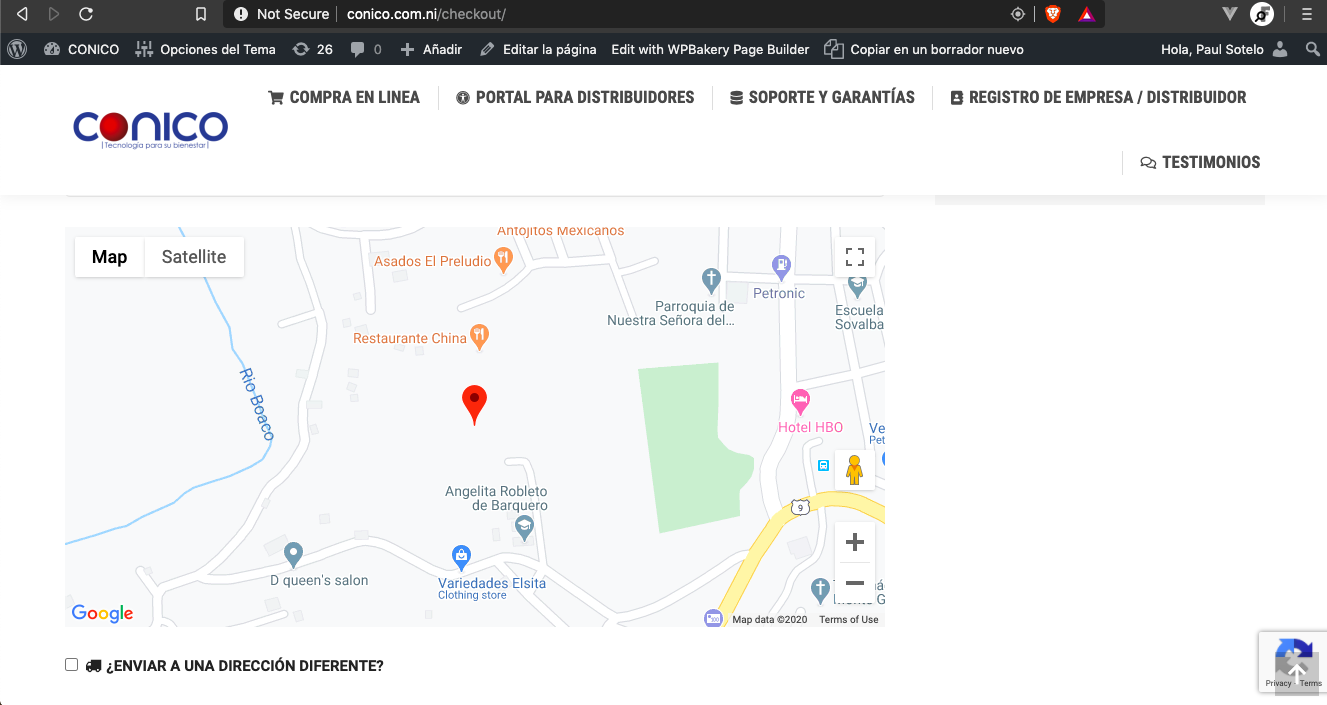 Not Secure conico.com.ni/checkout/
CONICO Opciones del Tema 26 0 Añadir Editar la página Edit with WPBakery Page Builder Copiar en un borrador nuevo Hola, Paul Sotelo
COMPRA EN LINEA PORTAL PARA DISTRIBUIDORES SOPORTE Y GARANTÍAS REGISTRO DE EMPRESA / DISTRIBUIDOR
CONICO
|Tecnología para su bienestar|
TESTIMONIOS
Map Satellite
Antojitos Mexicanos
Asados El Preludio
Petronic
Parroquia de
Nuestra Señora del...
Escuela
Sovalba
Restaurante China
Rio Boaco
Hotel HBO
Ve
Pet
Angelita Robleto
de Barquero
9
D queen's salon
Variedades Elsita
Clothing store
Google
Map data ©2020 Terms of Use
¿ENVIAR A UNA DIRECCIÓN DIFERENTE?
Privacy - Terms